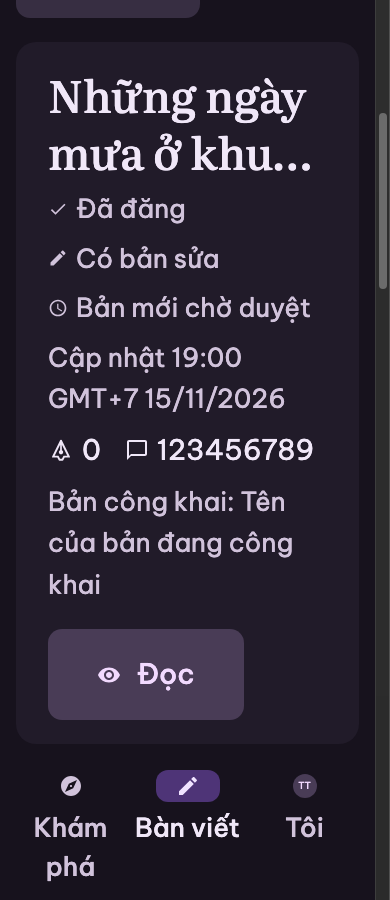 Những ngày
mưa ở khu...
Đã đăng
Có bản sửa
Bản mới chờ duyệt
Cập nhật 19:00
GMT+7 15/11/2026
0 123456789
Bản công khai: Tên
của bản đang công
khai
Đọc
Khám
phá
Bàn viết
TT
Tôi